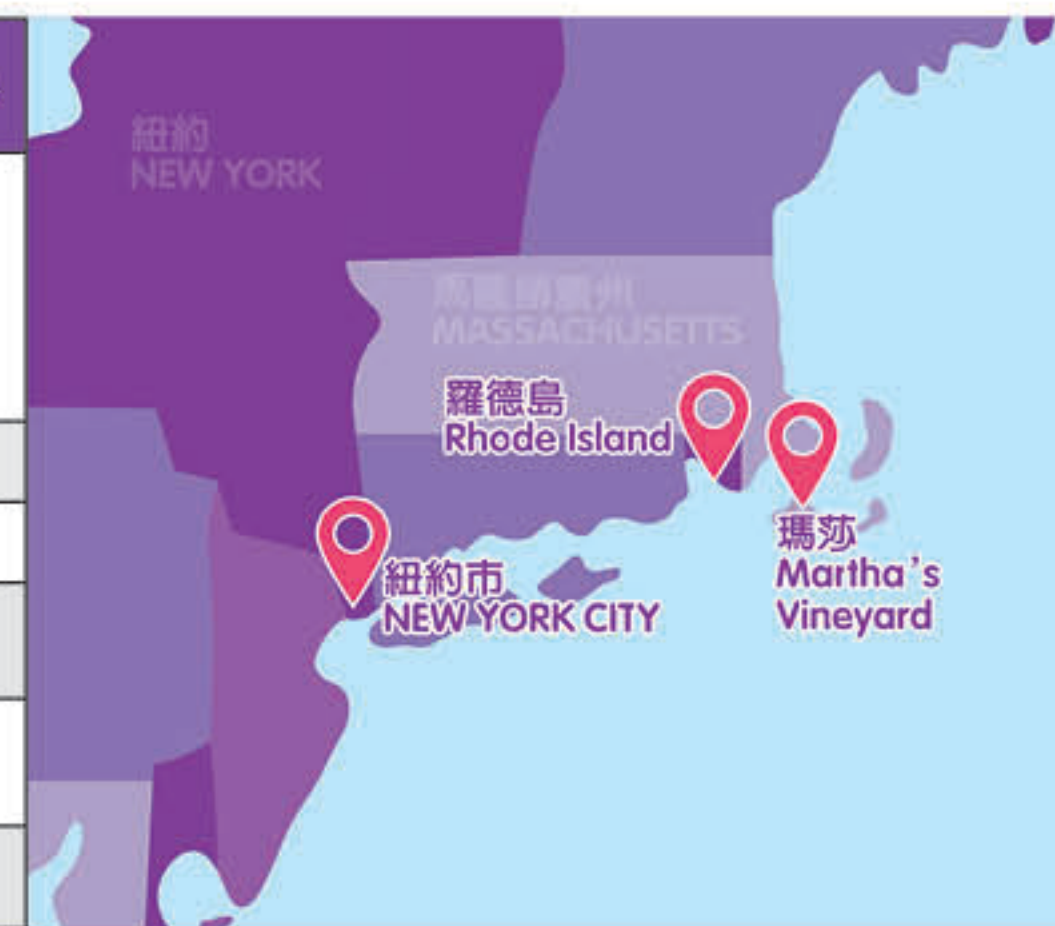 紐約
NEW YORK
MASSACHUSETTS
羅德島
Rhode Island
瑪莎
Martha's
Vineyard
紐約市
NEW YORK CITY